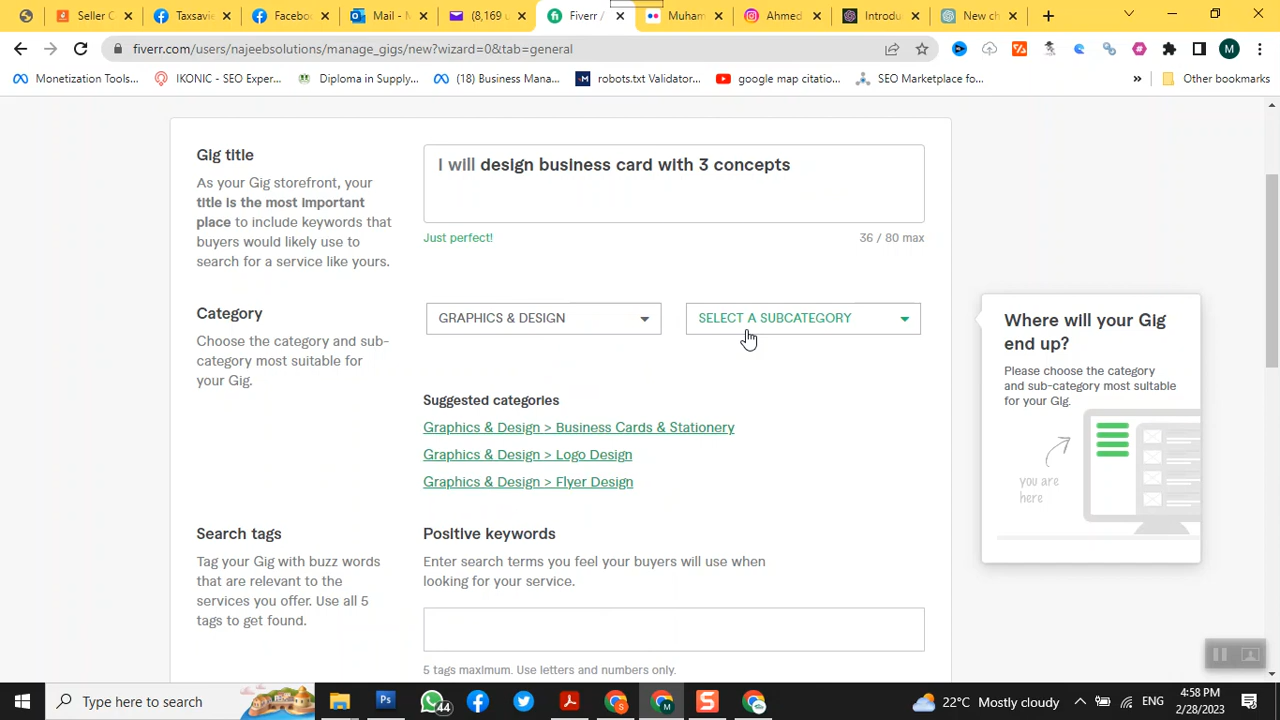 Seller C
Taxsavie
Faceboo
Mail - M
(8,169 u
Fiverr /
Muham
Ahmed
Introdu
New ch
fiverr.com/users/najeebsolutions/manage_gigs/new?wizard=0&tab=general
M
Monetization Tools...
IKONIC - SEO Exper...
Diploma in Supply...
(18) Business Mana...
robots.txt Validator...
google map citatio...
SEO Marketplace fo...
»
Other bookmarks
Gig title
As your Gig storefront, your
title is the most important
place to include keywords that
buyers would likely use to
search for a service like yours.
I will design business card with 3 concepts
Just perfect!
36 / 80 max
Category
Choose the category and sub-
category most suitable for
your Gig.
GRAPHICS & DESIGN
SELECT A SUBCATEGORY
Suggested categories
Graphics & Design > Business Cards & Stationery
Graphics & Design > Logo Design
Graphics & Design > Flyer Design
Where will your Gig
end up?
Please choose the category
and sub-category most suitable
for your Gig.
you are
here
Search tags
Tag your Gig with buzz words
that are relevant to the
services you offer. Use all 5
tags to get found.
Positive keywords
Enter search terms you feel your buyers will use when
looking for your service.
5 tags maximum. Use letters and numbers only.
Type here to search
Ps
44
S
M
S
22°C Mostly cloudy
ENG
4:58 PM
2/28/2023